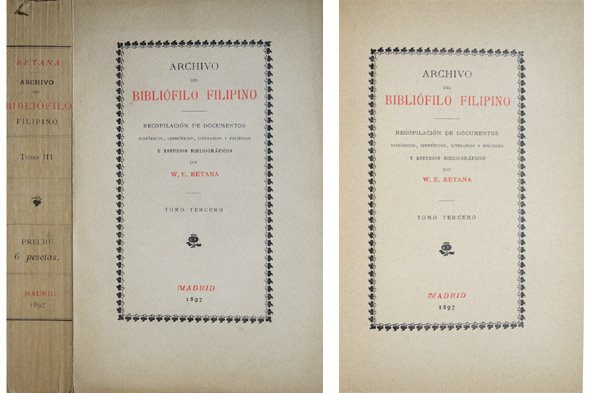 RETANA
ARCHIVO
DEL
BIBLIÓFILO
FILIPINO
TOMO III
PRECIO:
6 pesetas.
MADRID
1897
ARCHIVO
DEL
BIBLIÓFILO FILIPINO
RECOPILACIÓN DE DOCUMENTOS
HISTÓRICOS, CIENTÍFICOS, LITERARIOS Y POLÍTICOS
Y ESTUDIOS BIBLIOGRÁFICOS
POR
W. E. RETANA
TOMO TERCERO
MADRID
1897
ARCHIVO
DEL
BIBLIÓFILO FILIPINO
RECOPILACIÓN DE DOCUMENTOS
HISTÓRICOS, CIENTÍFICOS, LITERARIOS Y POLÍTICOS
Y ESTUDIOS BIBLIOGRÁFICOS
POR
W. E. RETANA
TOMO TERCERO
MADRID
1897